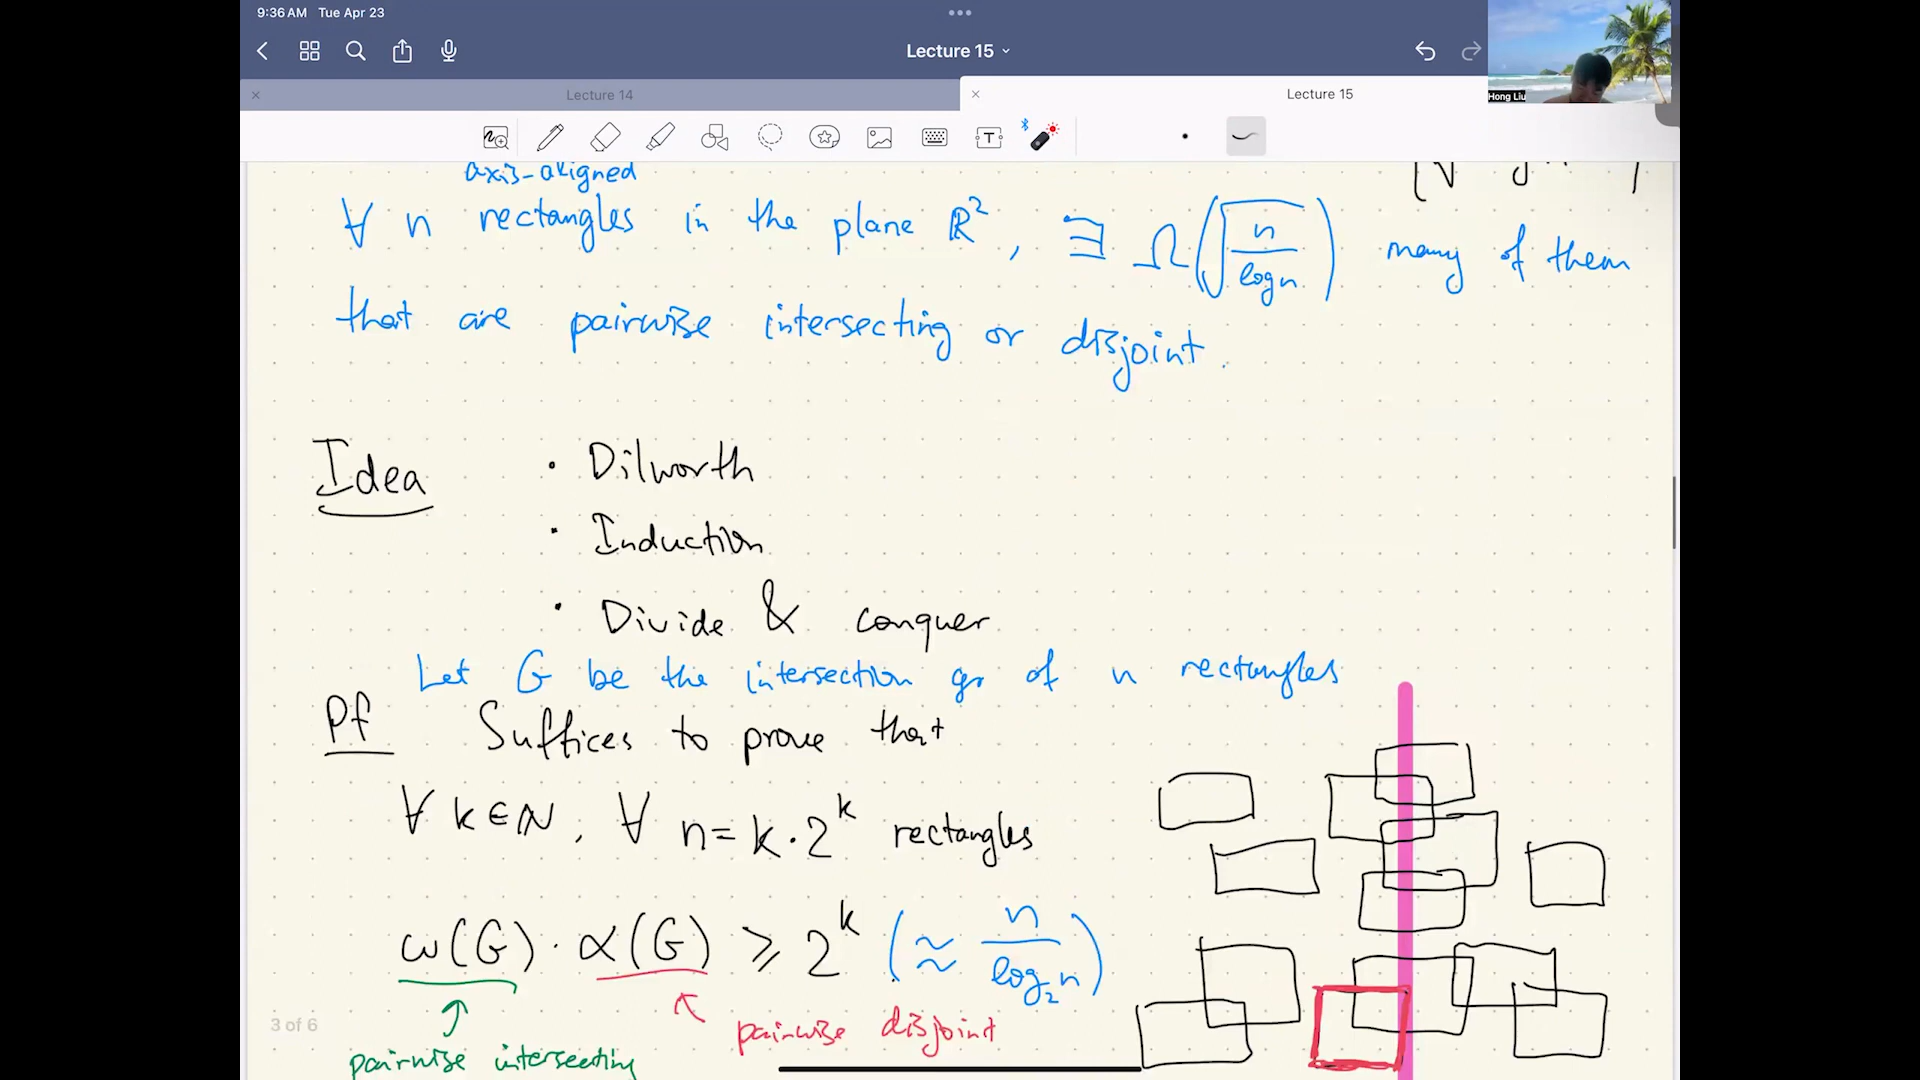 9:36 AM Tue Apr 23
Lecture 15
Lecture 14
Lecture 15
Hong Liu
axis-aligned
∀ n rectangles in the plane ℝ², ∃ Ω(√(n/log n)) many of them
that are pairwise intersecting or disjoint.
Idea
· Dilworth
· Induction
· Divide & conquer
Let G be the intersection gr of n rectangles
Pf Suffices to prove that
∀ k∈ℕ, ∀ n=k·2^k rectangles
ω(G)·α(G) ≥ 2^k (≈ n/log₂n)
3 of 6
pairwise disjoint
pairwise intersecting